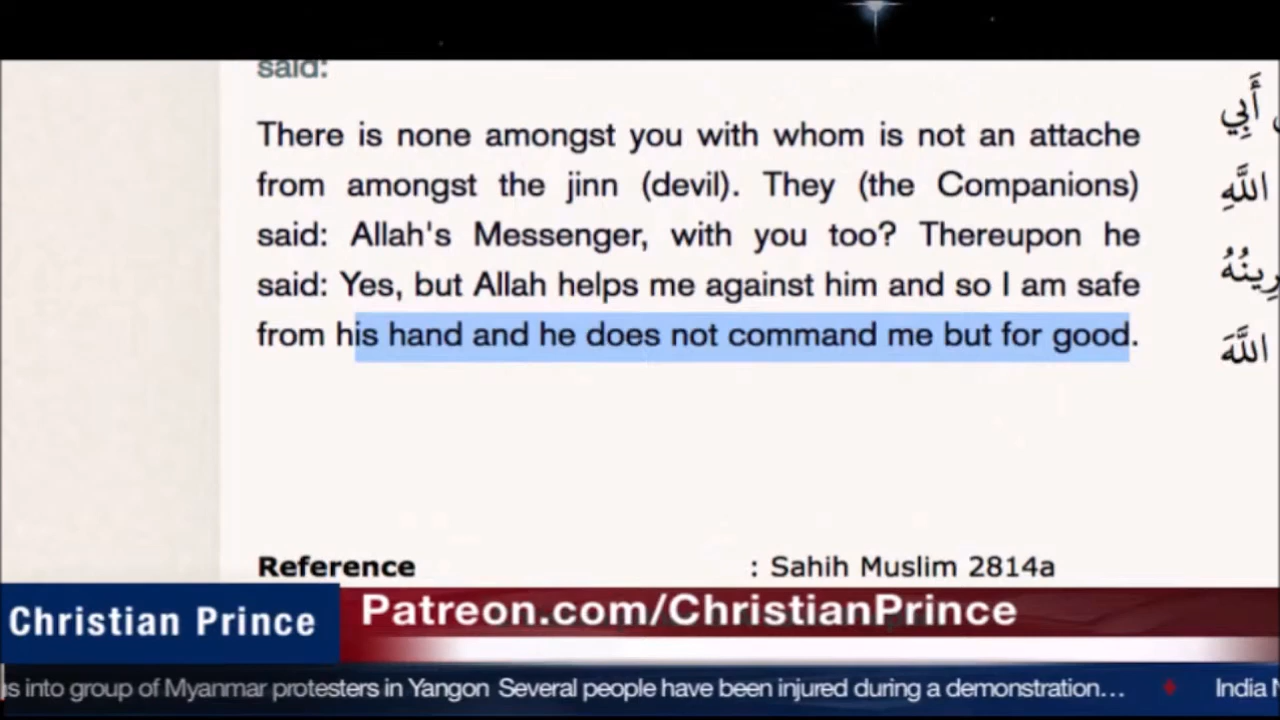 said:
There is none amongst you with whom is not an attache
from amongst the jinn (devil). They (the Companions)
said: Allah's Messenger, with you too? Thereupon he
said: Yes, but Allah helps me against him and so I am safe
from his hand and he does not command me but for good.
أَبِي
اللَّهِ
اللَّهَ
Reference : Sahih Muslim 2814a
Christian Prince
Patreon.com/ChristianPrince
s into group of Myanmar protesters in Yangon Several people have been injured during a demonstration… India